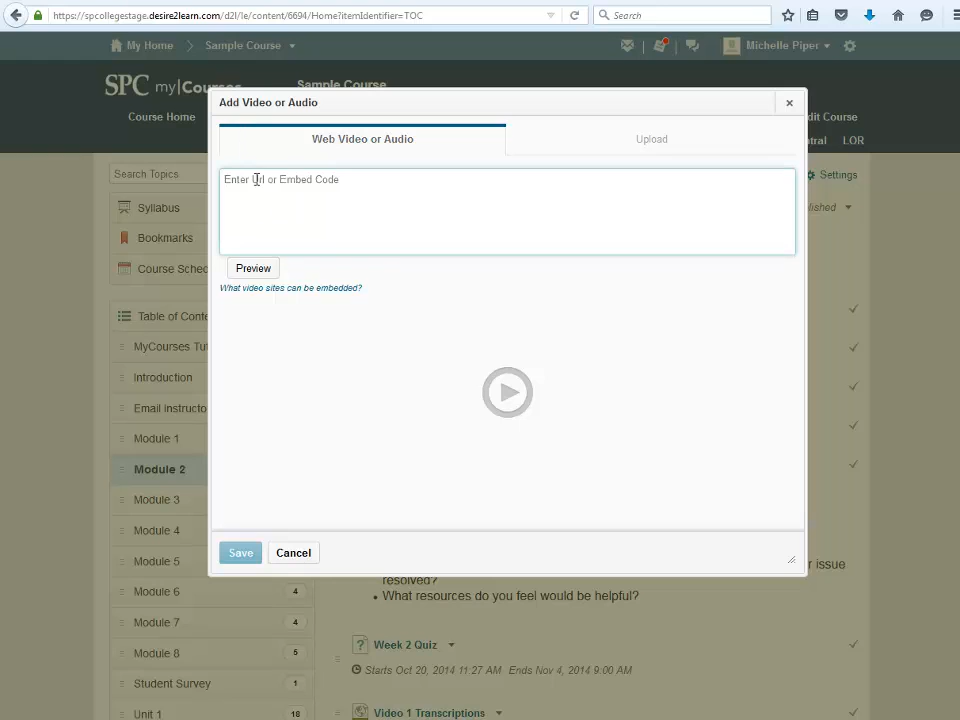 https://spcollegestage.desire2learn.com/d2l/le/content/6694/Home?itemIdentifier=TOC
Search
My Home
Sample Course
Michelle Piper
SPC my|Courses
Sample Course
Course Home
dit Course
ntral
LOR
Add Video or Audio
Web Video or Audio
Upload
Enter Url or Embed Code
Preview
What video sites can be embedded?
Save
Cancel
Search Topics
Settings
Syllabus
lished
Bookmarks
Course Sched
Table of Conte
MyCourses Tut
Introduction
Email Instructo
Module 1
Module 2
Module 3
Module 4
Module 5
Module 6
4
Module 7
4
Module 8
5
Student Survey
1
Unit 1
18
r issue
resolved?
• What resources do you feel would be helpful?
Week 2 Quiz
Starts Oct 20, 2014 11:27 AM Ends Nov 4, 2014 9:00 AM
Video 1 Transcriptions